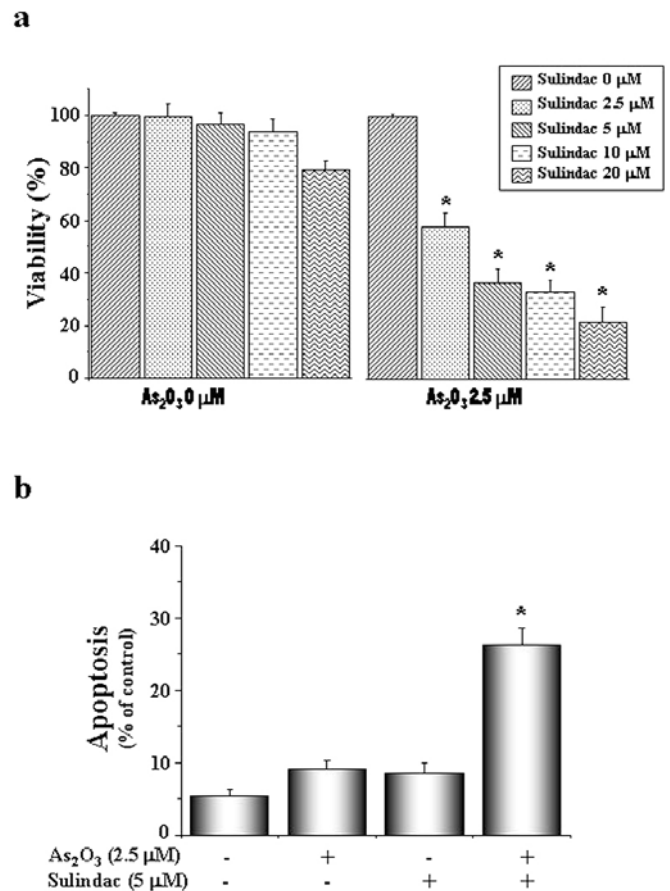 a
Sulindac 0 µM
Sulindac 2.5 µM
Sulindac 5 µM
Sulindac 10 µM
Sulindac 20 µM
Viability (%)
100
80
60
40
20
0
*
*
*
*
As₂O₃ 0 µM
As₂O₃ 2.5 µM
b
Apoptosis
(% of control)
40
30
20
10
0
*
As₂O₃ (2.5 µM) - + - +
Sulindac (5 µM) - - + +